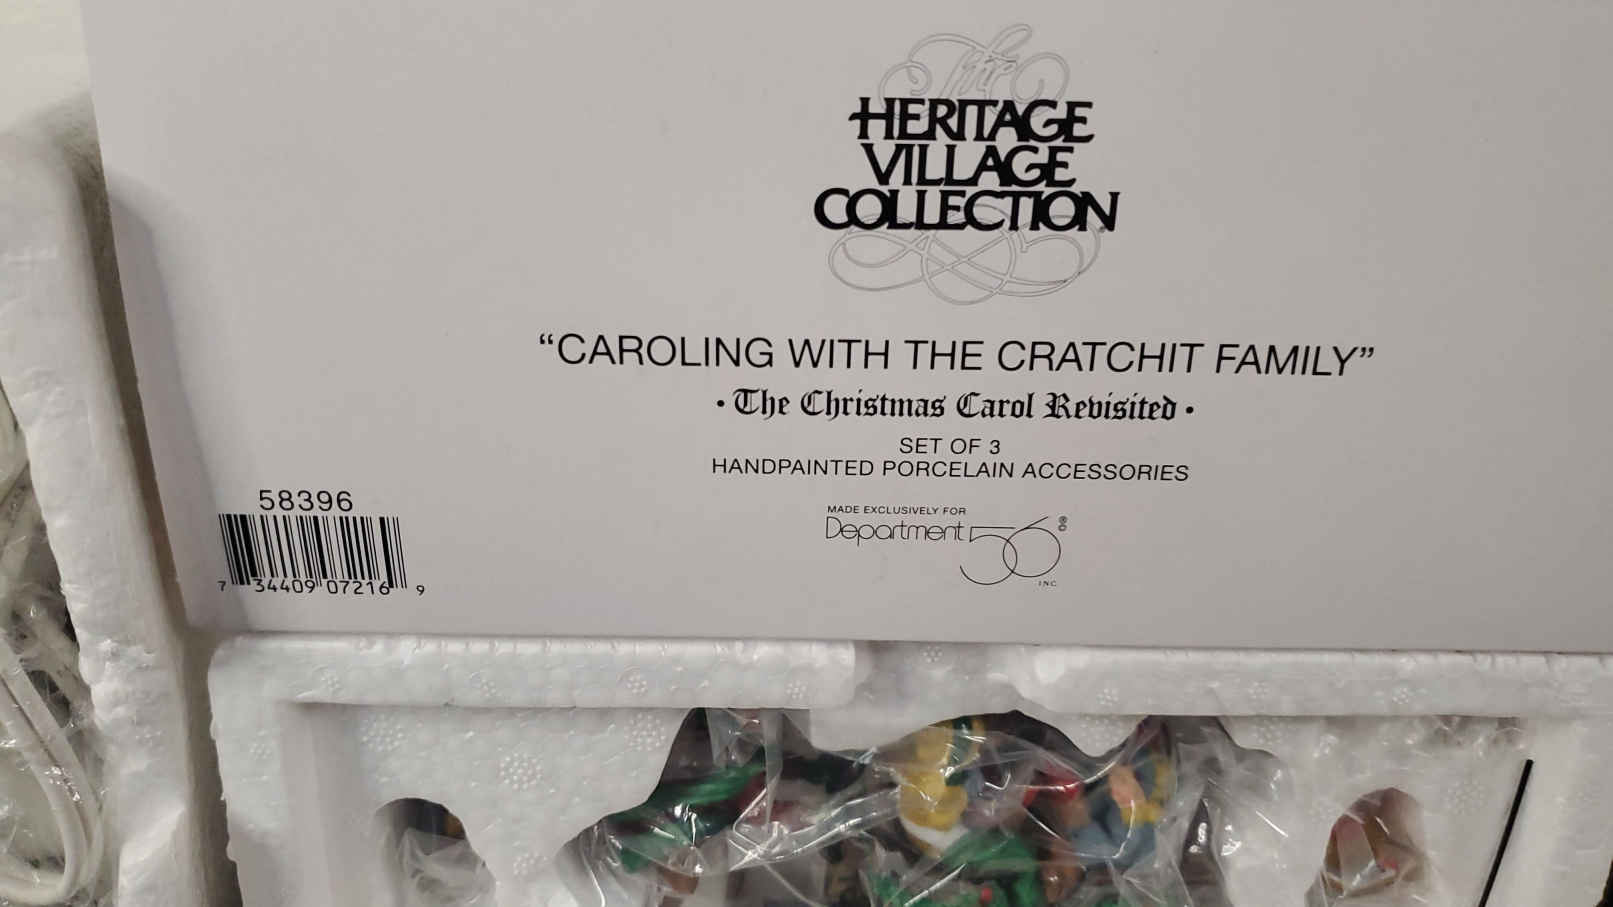 The
HERITAGE
VILLAGE
COLLECTION
“CAROLING WITH THE CRATCHIT FAMILY”
• The Christmas Carol Revisited •
SET OF 3
HANDPAINTED PORCELAIN ACCESSORIES
MADE EXCLUSIVELY FOR
Department 56®
INC.
58396
7 34409 07216 9